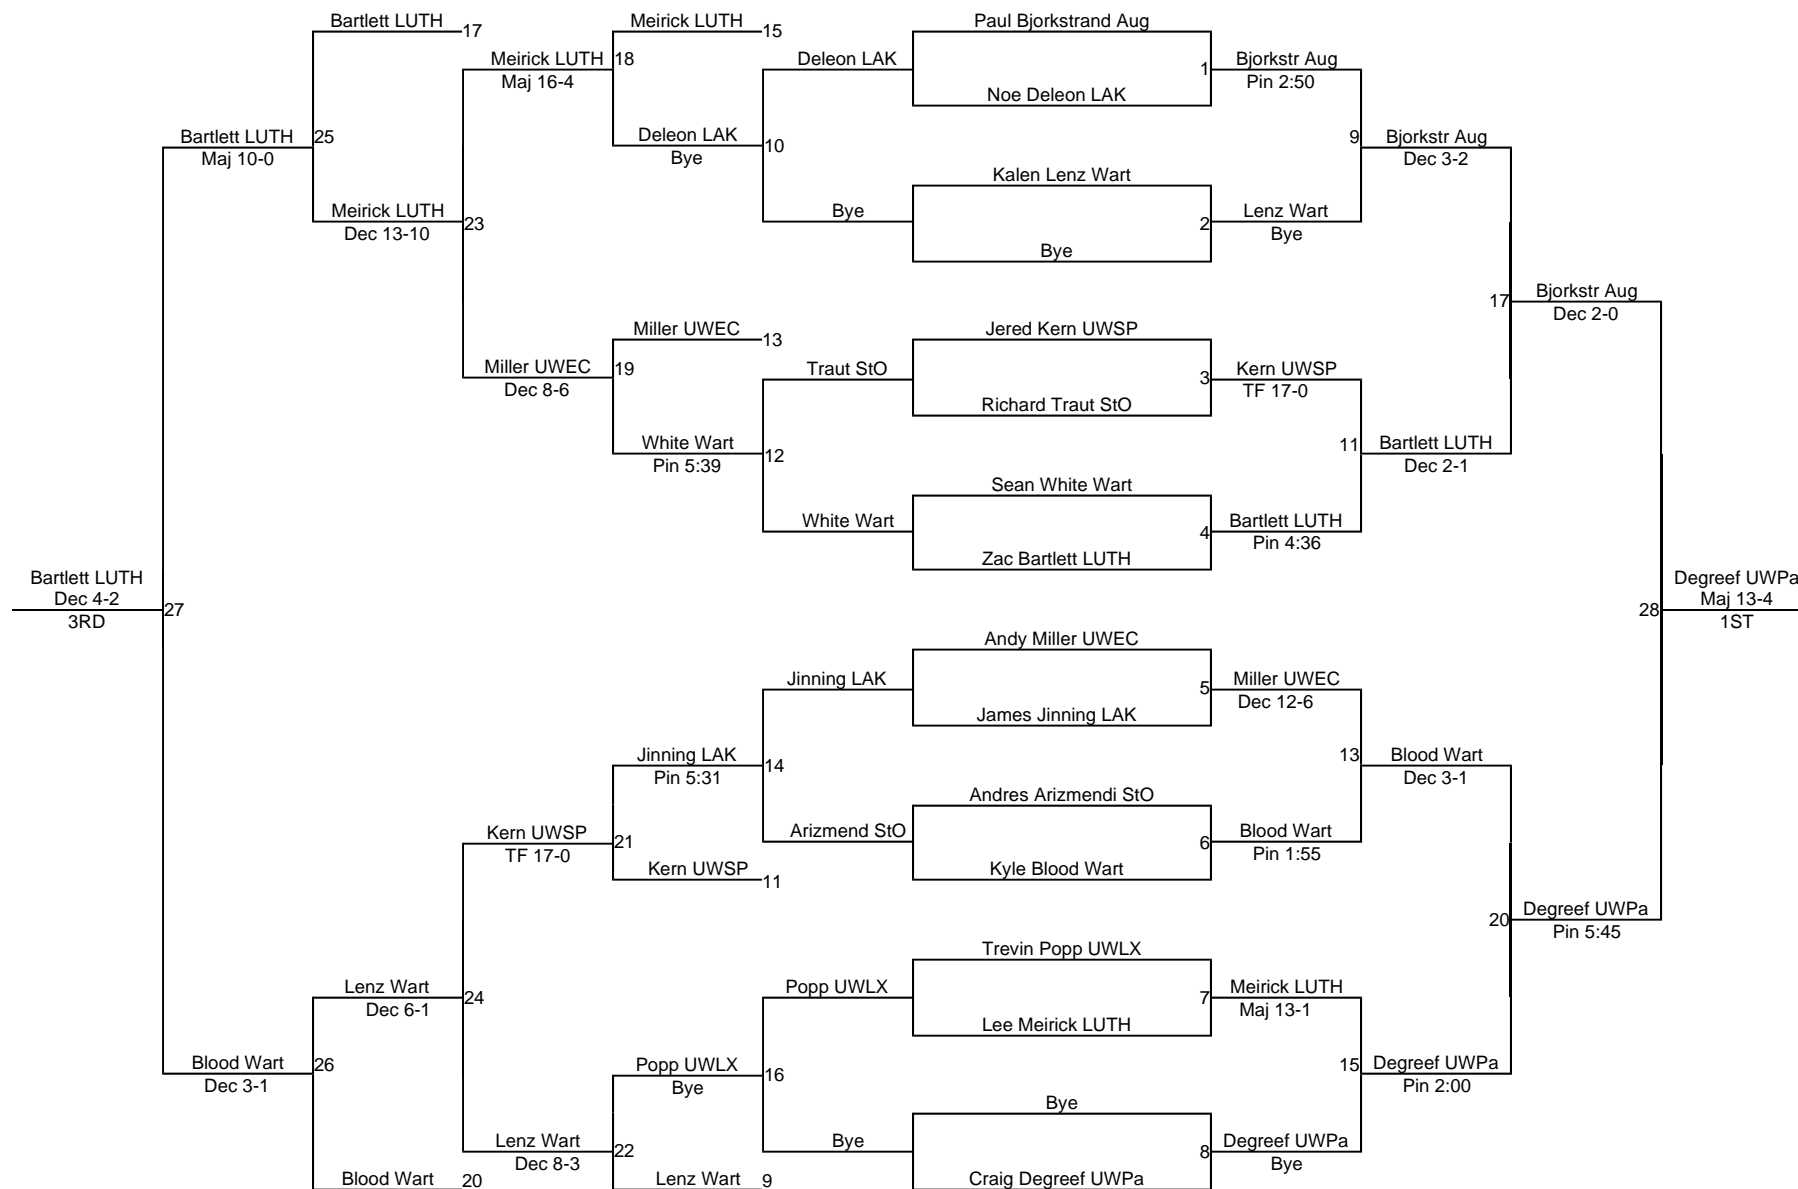 Bartlett LUTH
17
Meirick LUTH
15
Paul Bjorkstrand Aug
Meirick LUTH
18
Maj 16-4
Deleon LAK
1
Bjorkstr Aug
Pin 2:50
Noe Deleon LAK
Bartlett LUTH
25
Maj 10-0
Deleon LAK
10
Bye
9
Bjorkstr Aug
Dec 3-2
Kalen Lenz Wart
Meirick LUTH
23
Dec 13-10
Bye
2
Lenz Wart
Bye
Bye
17
Bjorkstr Aug
Dec 2-0
Miller UWEC
13
Jered Kern UWSP
Miller UWEC
19
Dec 8-6
Traut StO
3
Kern UWSP
TF 17-0
Richard Traut StO
White Wart
12
Pin 5:39
11
Bartlett LUTH
Dec 2-1
Sean White Wart
White Wart
4
Bartlett LUTH
Pin 4:36
Zac Bartlett LUTH
Bartlett LUTH
Dec 4-2
27
3RD
Degreef UWPa
Maj 13-4
28
1ST
Andy Miller UWEC
Jinning LAK
5
Miller UWEC
Dec 12-6
James Jinning LAK
Jinning LAK
14
Pin 5:31
13
Blood Wart
Dec 3-1
Andres Arizmendi StO
Kern UWSP
21
TF 17-0
Arizmend StO
6
Blood Wart
Pin 1:55
Kern UWSP
11
Kyle Blood Wart
20
Degreef UWPa
Pin 5:45
Trevin Popp UWLX
Lenz Wart
24
Dec 6-1
Popp UWLX
7
Meirick LUTH
Maj 13-1
Lee Meirick LUTH
Blood Wart
26
Dec 3-1
Popp UWLX
16
Bye
15
Degreef UWPa
Pin 2:00
Bye
Lenz Wart
22
Dec 8-3
Bye
8
Degreef UWPa
Bye
Blood Wart
20
Lenz Wart
9
Craig Degreef UWPa